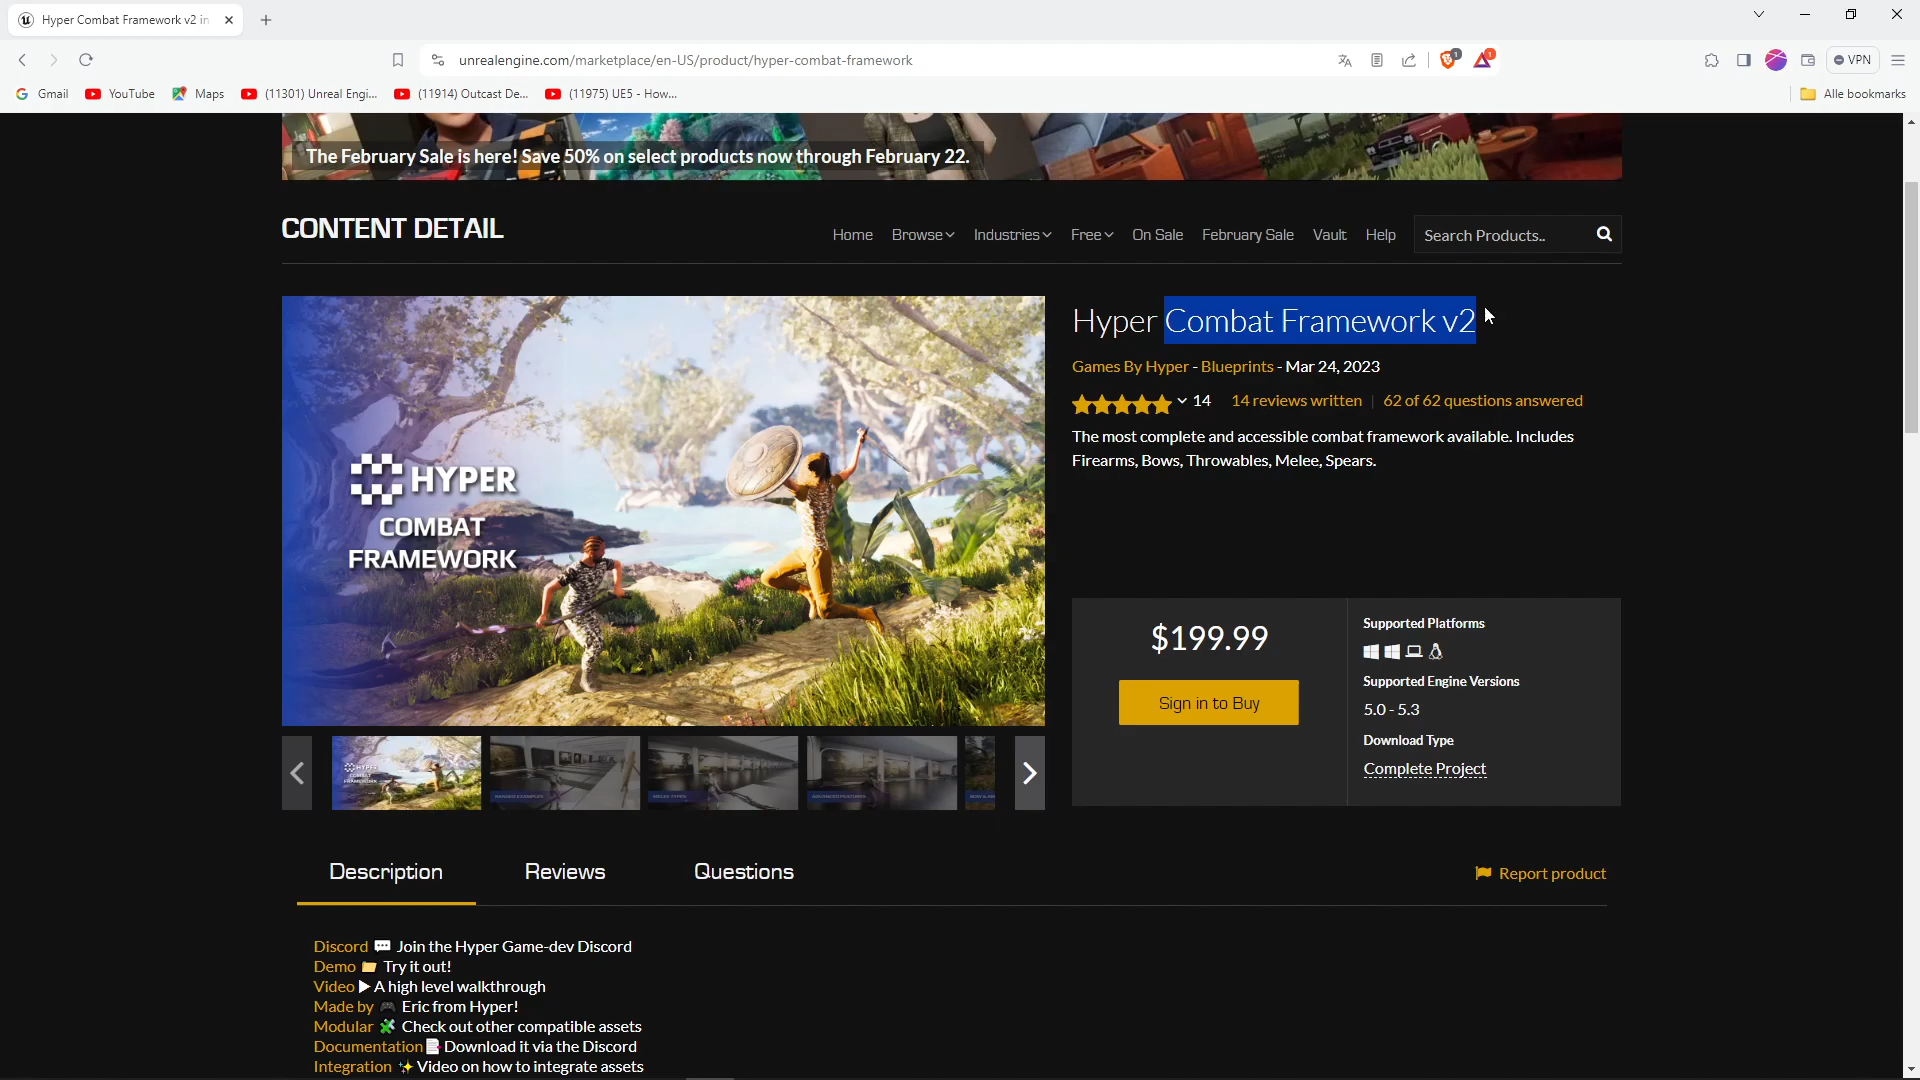 Hyper Combat Framework v2 in
unrealengine.com/marketplace/en-US/product/hyper-combat-framework
1
1
VPN
Gmail
YouTube
Maps
(11301) Unreal Engi...
(11914) Outcast De...
(11975) UE5 - How...
Alle bookmarks
The February Sale is here! Save 50% on select products now through February 22.
CONTENT DETAIL
Home
Browse
Industries
Free
On Sale
February Sale
Vault
Help
Search Products..
HYPER
COMBAT
FRAMEWORK
Hyper Combat Framework v2
Games By Hyper - Blueprints - Mar 24, 2023
14
14 reviews written
62 of 62 questions answered
The most complete and accessible combat framework available. Includes
Firearms, Bows, Throwables, Melee, Spears.
$199.99
Sign in to Buy
Supported Platforms
Supported Engine Versions
5.0 - 5.3
Download Type
Complete Project
Description
Reviews
Questions
Report product
Discord 💬 Join the Hyper Game-dev Discord
Demo 📁 Try it out!
Video ▶ A high level walkthrough
Made by 🎮 Eric from Hyper!
Modular 🧩 Check out other compatible assets
Documentation 📑 Download it via the Discord
Integration ✨ Video on how to integrate assets